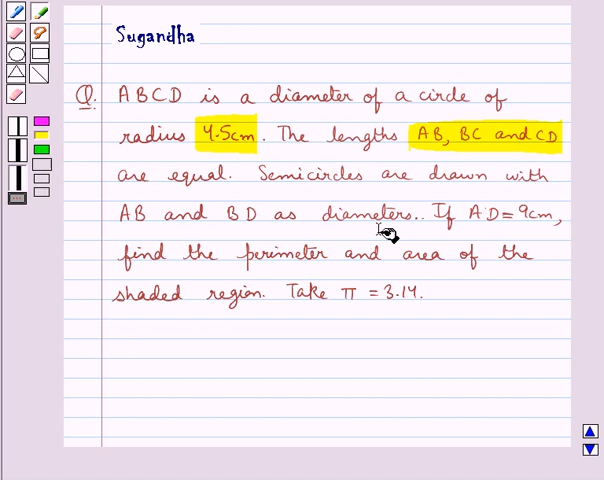 Sugandha
Q. ABCD is a diameter of a circle of
radius 4.5cm. The lengths AB, BC and CD
are equal. Semicircles are drawn with
AB and BD as diameters.. If AD = 9cm,
find the perimeter and area of the
shaded region. Take π = 3.14.